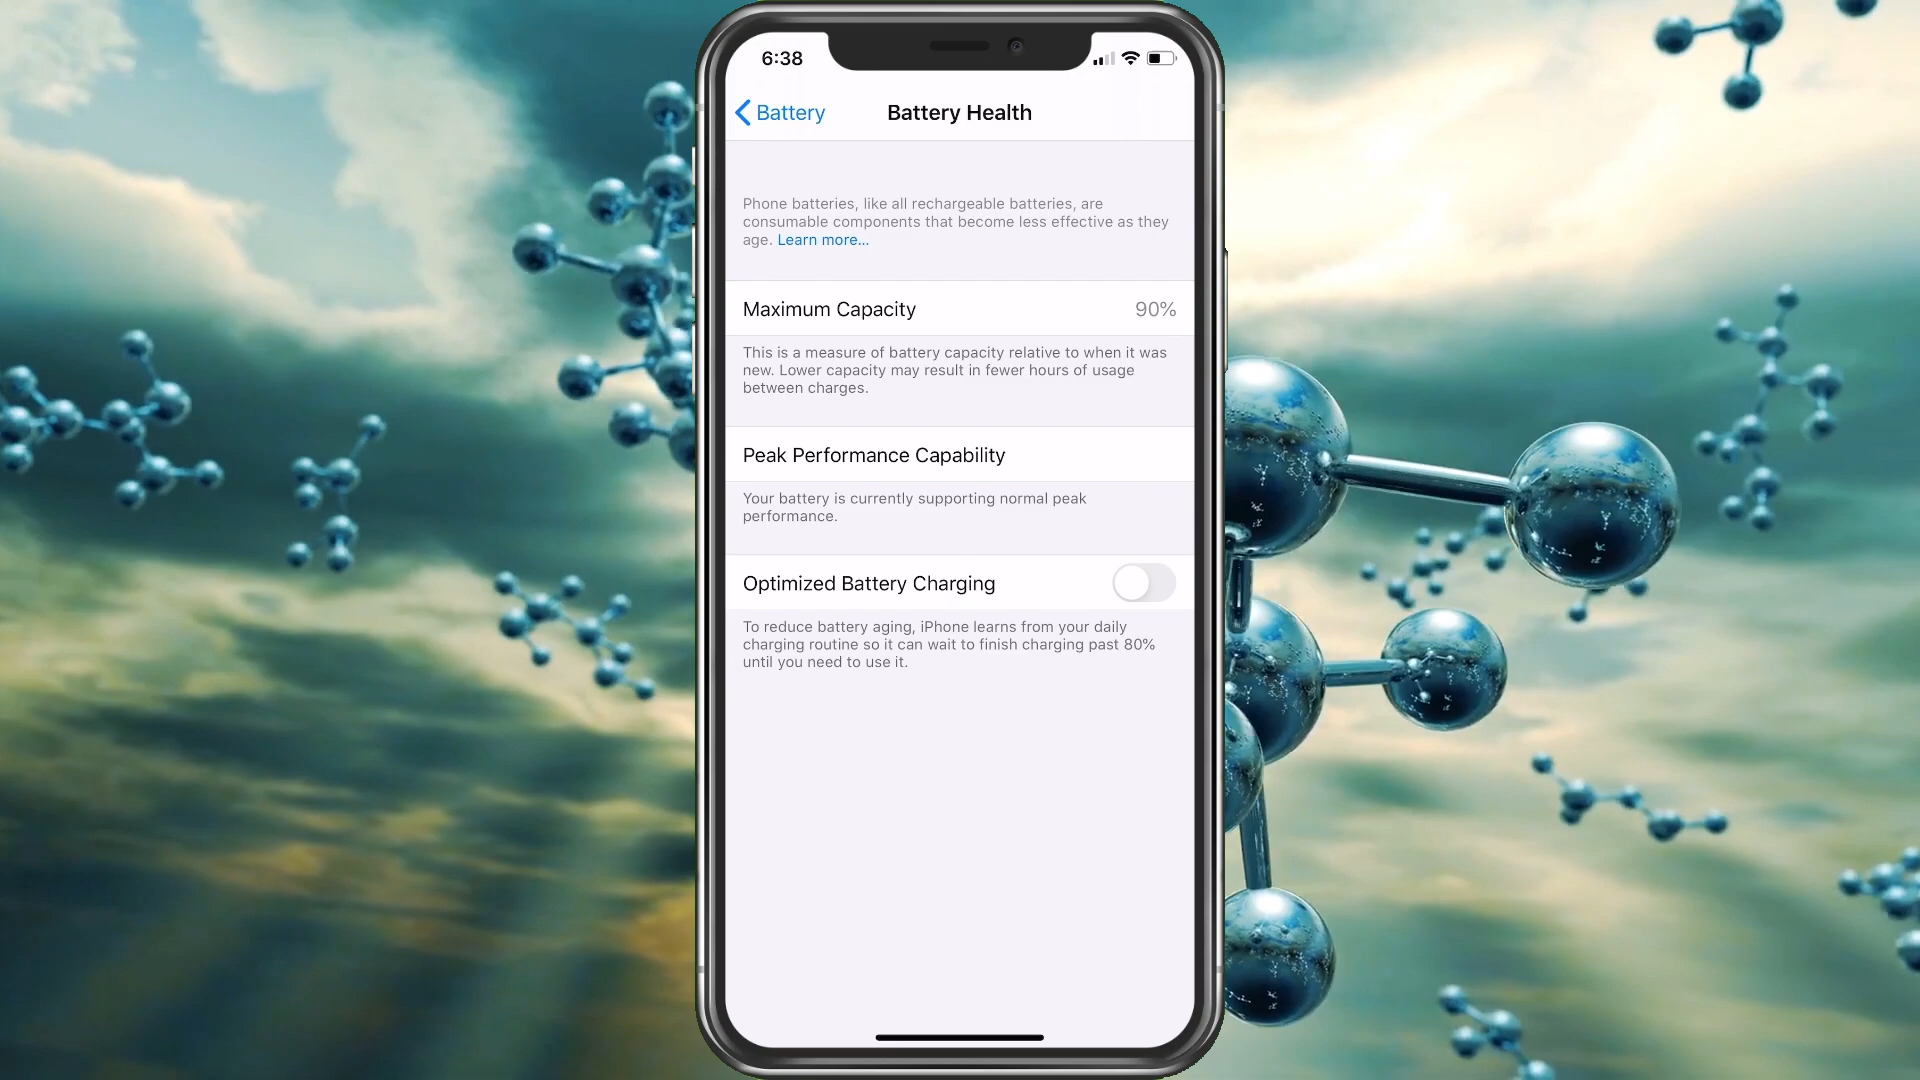 6:38
Battery
Battery Health
Phone batteries, like all rechargeable batteries, are
consumable components that become less effective as they
age. Learn more...
Maximum Capacity 90%
This is a measure of battery capacity relative to when it was
new. Lower capacity may result in fewer hours of usage
between charges.
Peak Performance Capability
Your battery is currently supporting normal peak
performance.
Optimized Battery Charging
To reduce battery aging, iPhone learns from your daily
charging routine so it can wait to finish charging past 80%
until you need to use it.